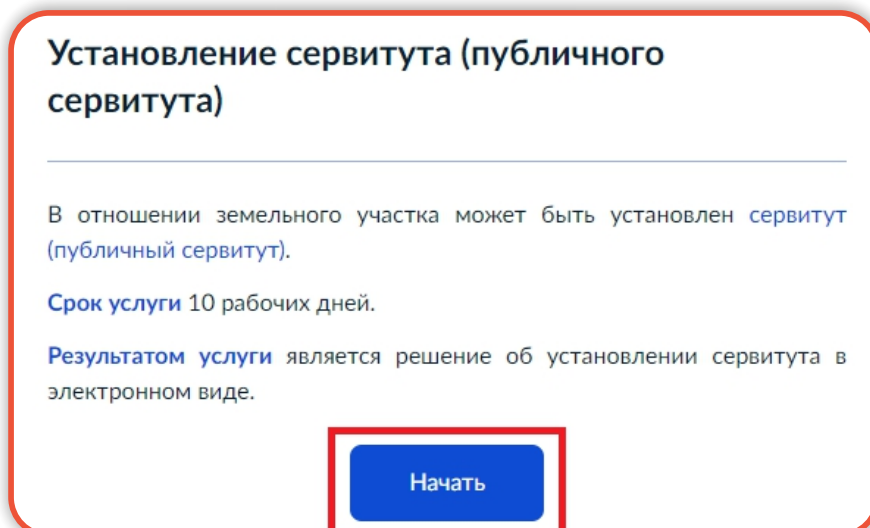 Установление сервитута (публичного
сервитута)
В отношении земельного участка может быть установлен сервитут
(публичный сервитут).
Срок услуги 10 рабочих дней.
Результатом услуги является решение об установлении сервитута в
электронном виде.
Начать